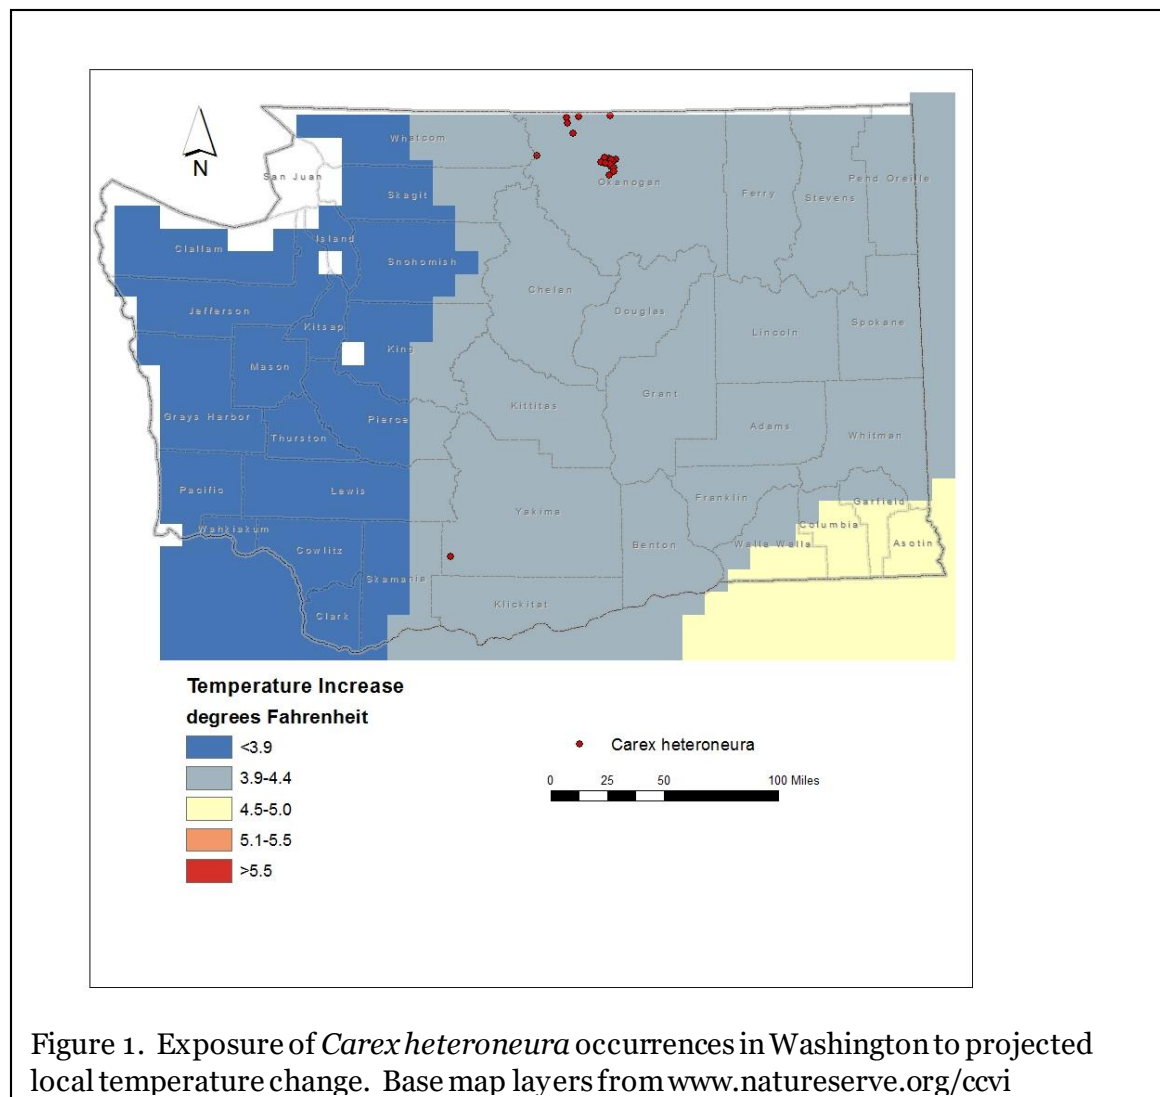 N
Whatcom
San Juan
Skagit
Okanogan
Ferry
Stevens
Pend Oreille
Island
Clallam
Snohomish
Chelan
Jefferson
Kitsap
Douglas
Lincoln
Spokane
King
Mason
Grant
Kittitas
Grays Harbor
Pierce
Thurston
Adams
Whitman
Pacific
Lewis
Franklin
Garfield
Yakima
Wahkiakum
Columbia
Cowlitz
Benton
Walla Walla
Asotin
Skamania
Clark
Klickitat
Temperature Increase
degrees Fahrenheit
<3.9
3.9-4.4
4.5-5.0
5.1-5.5
>5.5
Carex heteroneura
0 25 50 100 Miles
Figure 1. Exposure of Carex heteroneura occurrences in Washington to projected
local temperature change. Base map layers from www.natureserve.org/ccvi